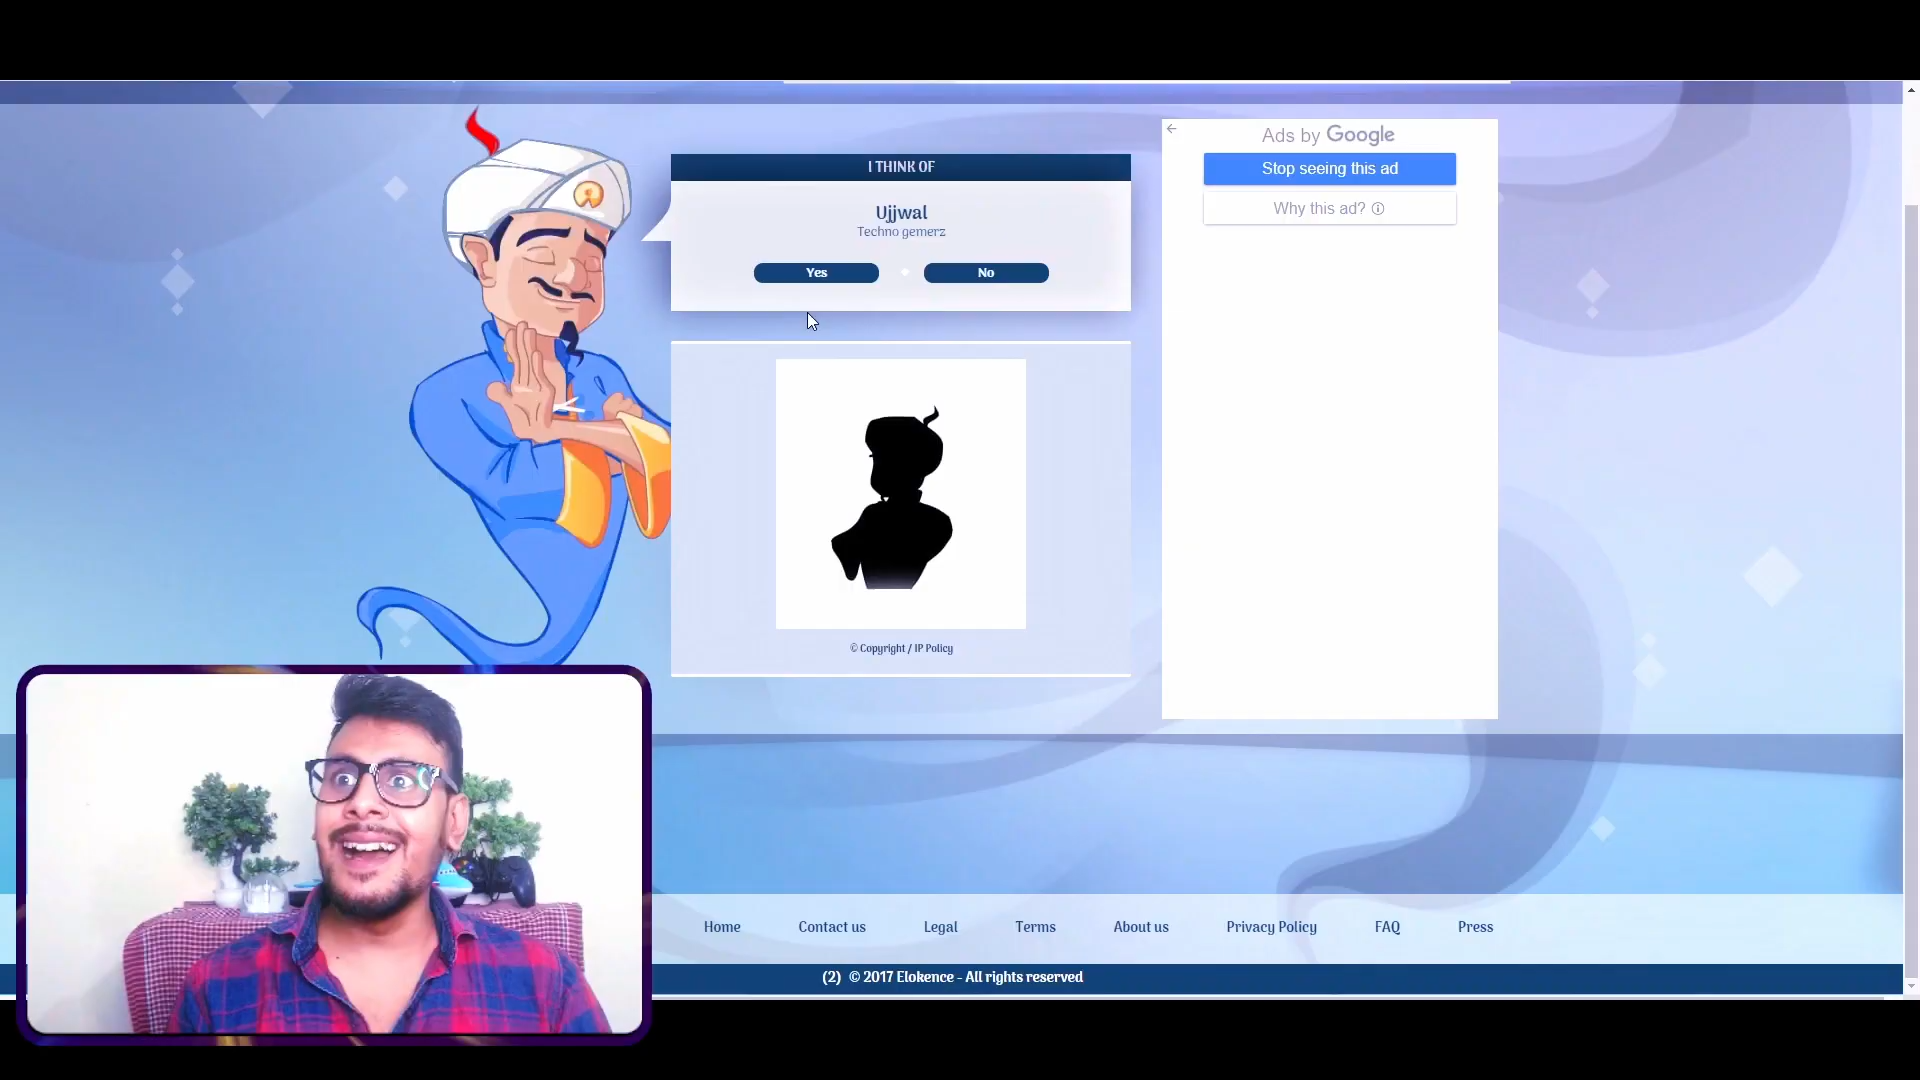 I THINK OF
Ujjwal
Techno gemerz
Yes
No
© Copyright / IP Policy
Ads by Google
Stop seeing this ad
Why this ad?
Home
Contact us
Legal
Terms
About us
Privacy Policy
FAQ
Press
(2) © 2017 Elokence - All rights reserved